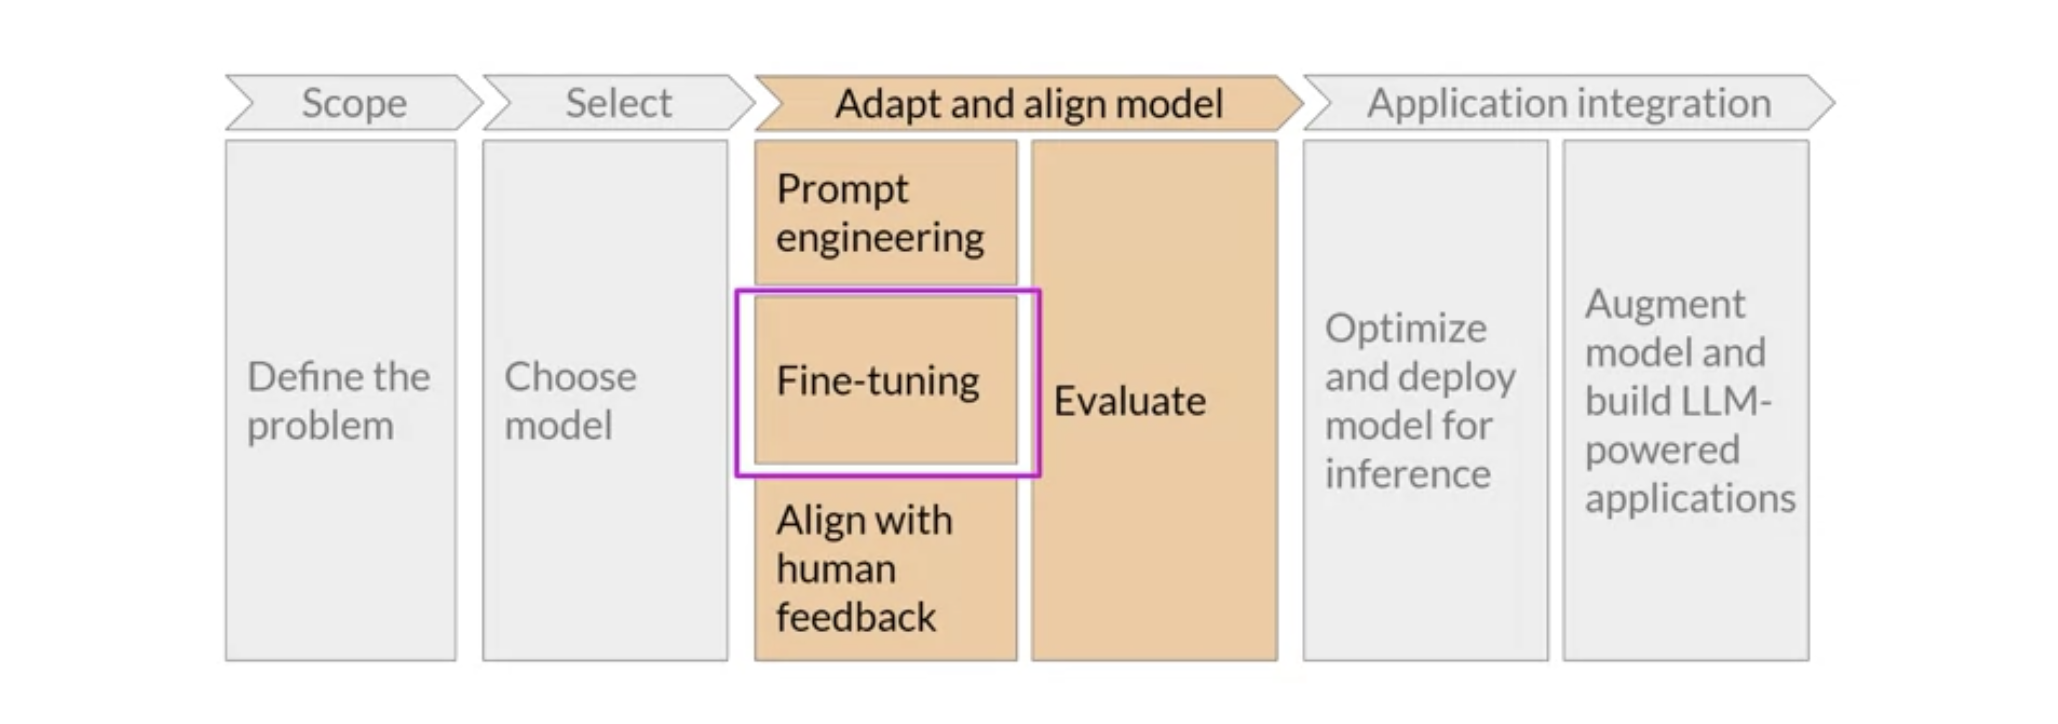 Scope
Select
Adapt and align model
Application integration
Define the
problem
Choose
model
Prompt
engineering
Fine-tuning
Align with
human
feedback
Evaluate
Optimize
and deploy
model for
inference
Augment
model and
build LLM-
powered
applications